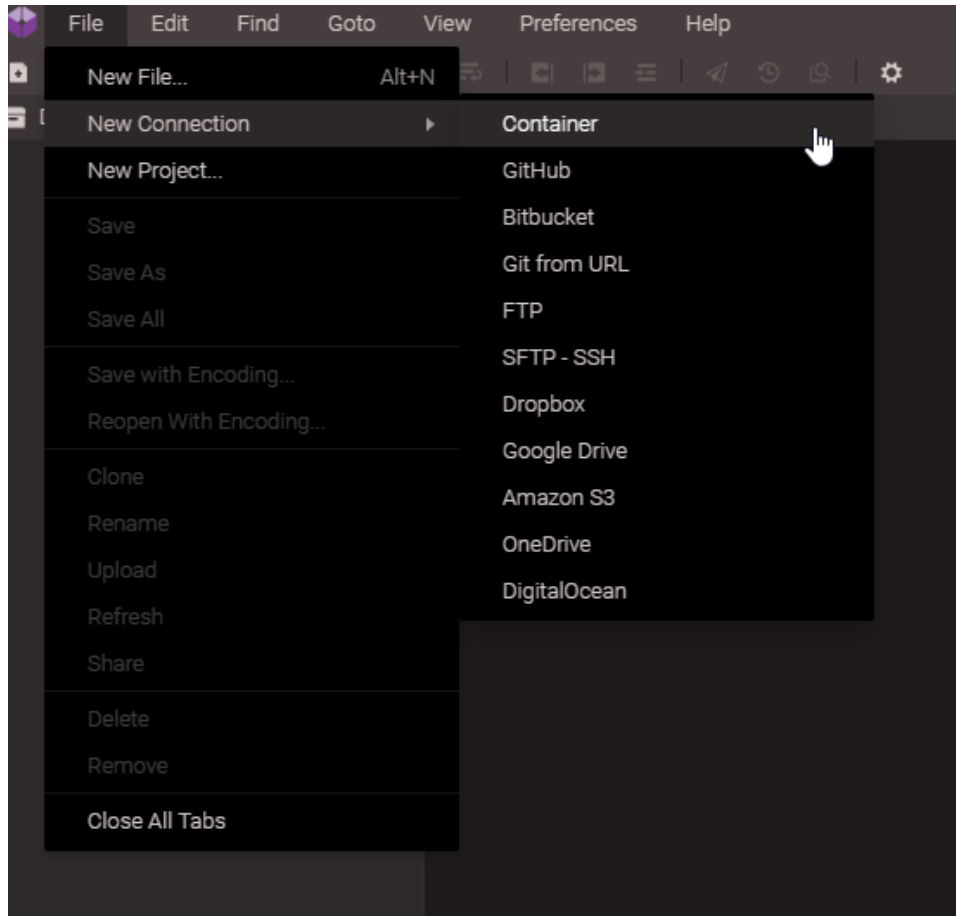 File Edit Find Goto View Preferences Help
New File... Alt+N
New Connection
New Project...
Save
Save As
Save All
Save with Encoding...
Reopen With Encoding...
Clone
Rename
Upload
Refresh
Share
Delete
Remove
Close All Tabs
Container
GitHub
Bitbucket
Git from URL
FTP
SFTP - SSH
Dropbox
Google Drive
Amazon S3
OneDrive
DigitalOcean